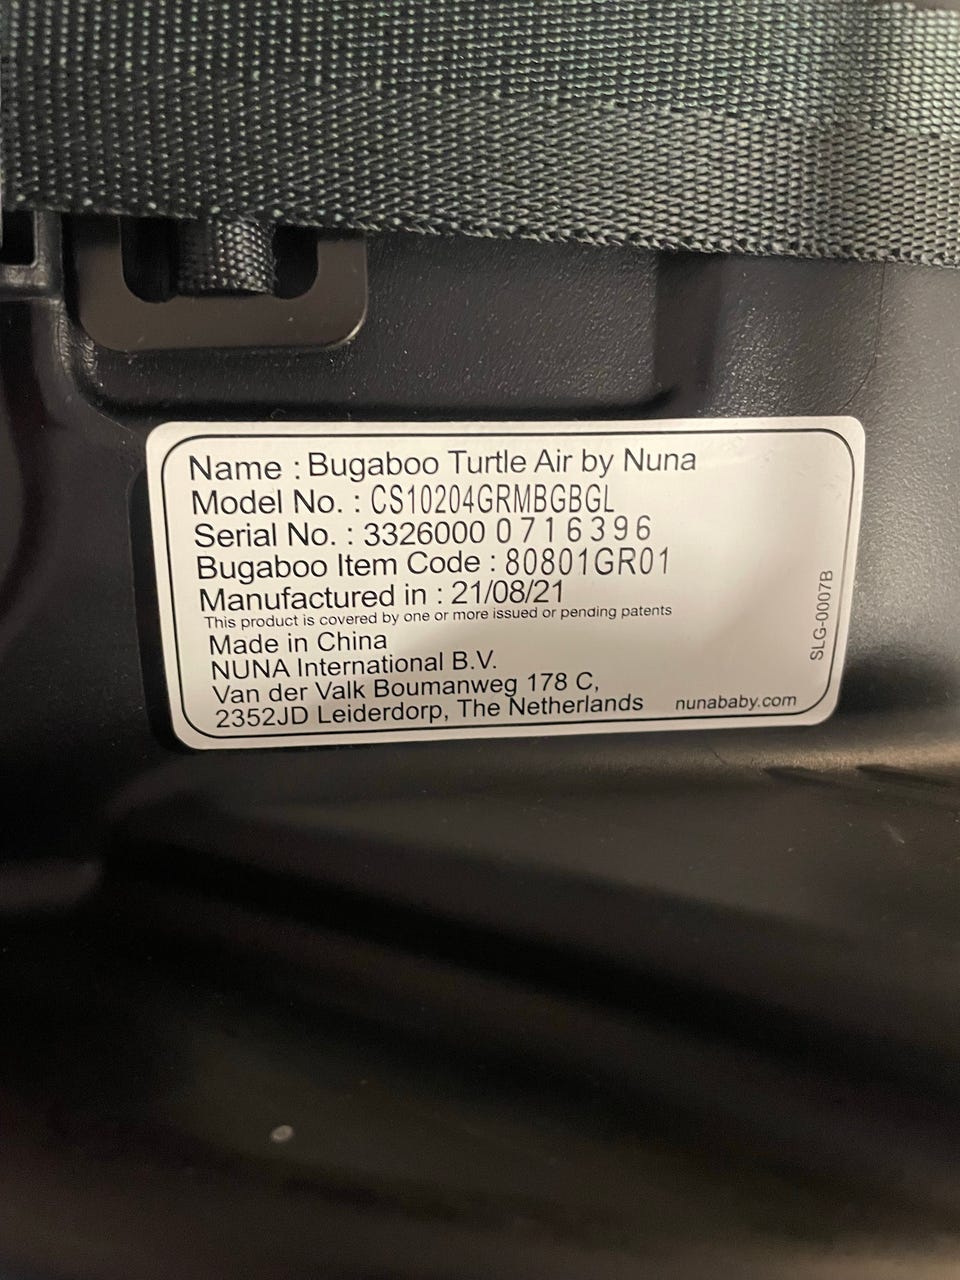 Name : Bugaboo Turtle Air by Nuna
Model No. : CS10204GRMBGBGL
Serial No. : 3326000 0716396
Bugaboo Item Code : 80801GR01
Manufactured in : 21/08/21
This product is covered by one or more issued or pending patents
Made in China
NUNA International B.V.
Van der Valk Boumanweg 178 C,
2352JD Leiderdorp, The Netherlands
nunababy.com
SLG-0007B